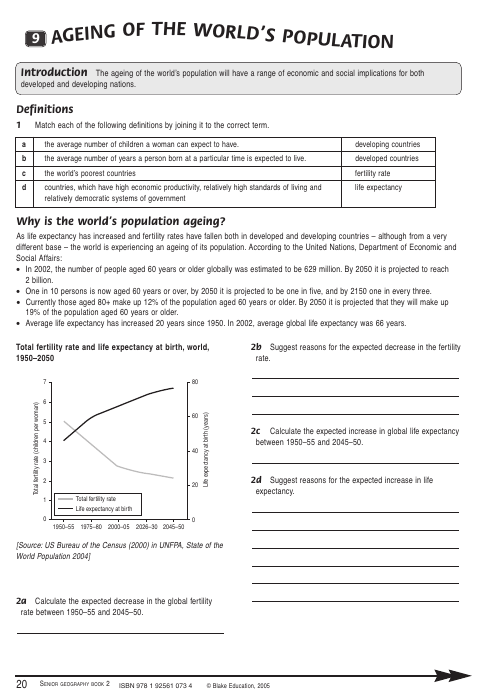 9 AGEING OF THE WORLD'S POPULATION
Introduction The ageing of the world's population will have a range of economic and social implications for both
developed and developing nations.
Definitions
1 Match each of the following definitions by joining it to the correct term.
a the average number of children a woman can expect to have. developing countries
b the average number of years a person born at a particular time is expected to live. developed countries
c the world's poorest countries fertility rate
d countries, which have high economic productivity, relatively high standards of living and life expectancy
relatively democratic systems of government
Why is the world's population ageing?
As life expectancy has increased and fertility rates have fallen both in developed and developing countries – although from a very
different base – the world is experiencing an ageing of its population. According to the United Nations, Department of Economic and
Social Affairs:
• In 2002, the number of people aged 60 years or older globally was estimated to be 629 million. By 2050 it is projected to reach
2 billion.
• One in 10 persons is now aged 60 years or over, by 2050 it is projected to be one in five, and by 2150 one in every three.
• Currently those aged 80+ make up 12% of the population aged 60 years or older. By 2050 it is projected that they will make up
19% of the population aged 60 years or older.
• Average life expectancy has increased 20 years since 1950. In 2002, average global life expectancy was 66 years.
Total fertility rate and life expectancy at birth, world,
1950–2050
7
6
5
4
3
2
1
0
Total fertility rate (children per woman)
80
60
40
20
0
Life expectancy at birth (years)
Total fertility rate
Life expectancy at birth
1950–55 1975–80 2000–05 2026–30 2045–50
[Source: US Bureau of the Census (2000) in UNFPA, State of the
World Population 2004]
2a Calculate the expected decrease in the global fertility
rate between 1950–55 and 2045–50.
2b Suggest reasons for the expected decrease in the fertility
rate.
2c Calculate the expected increase in global life expectancy
between 1950–55 and 2045–50.
2d Suggest reasons for the expected increase in life
expectancy.
20 SENIOR GEOGRAPHY BOOK 2 ISBN 978 1 92561 073 4 © Blake Education, 2005